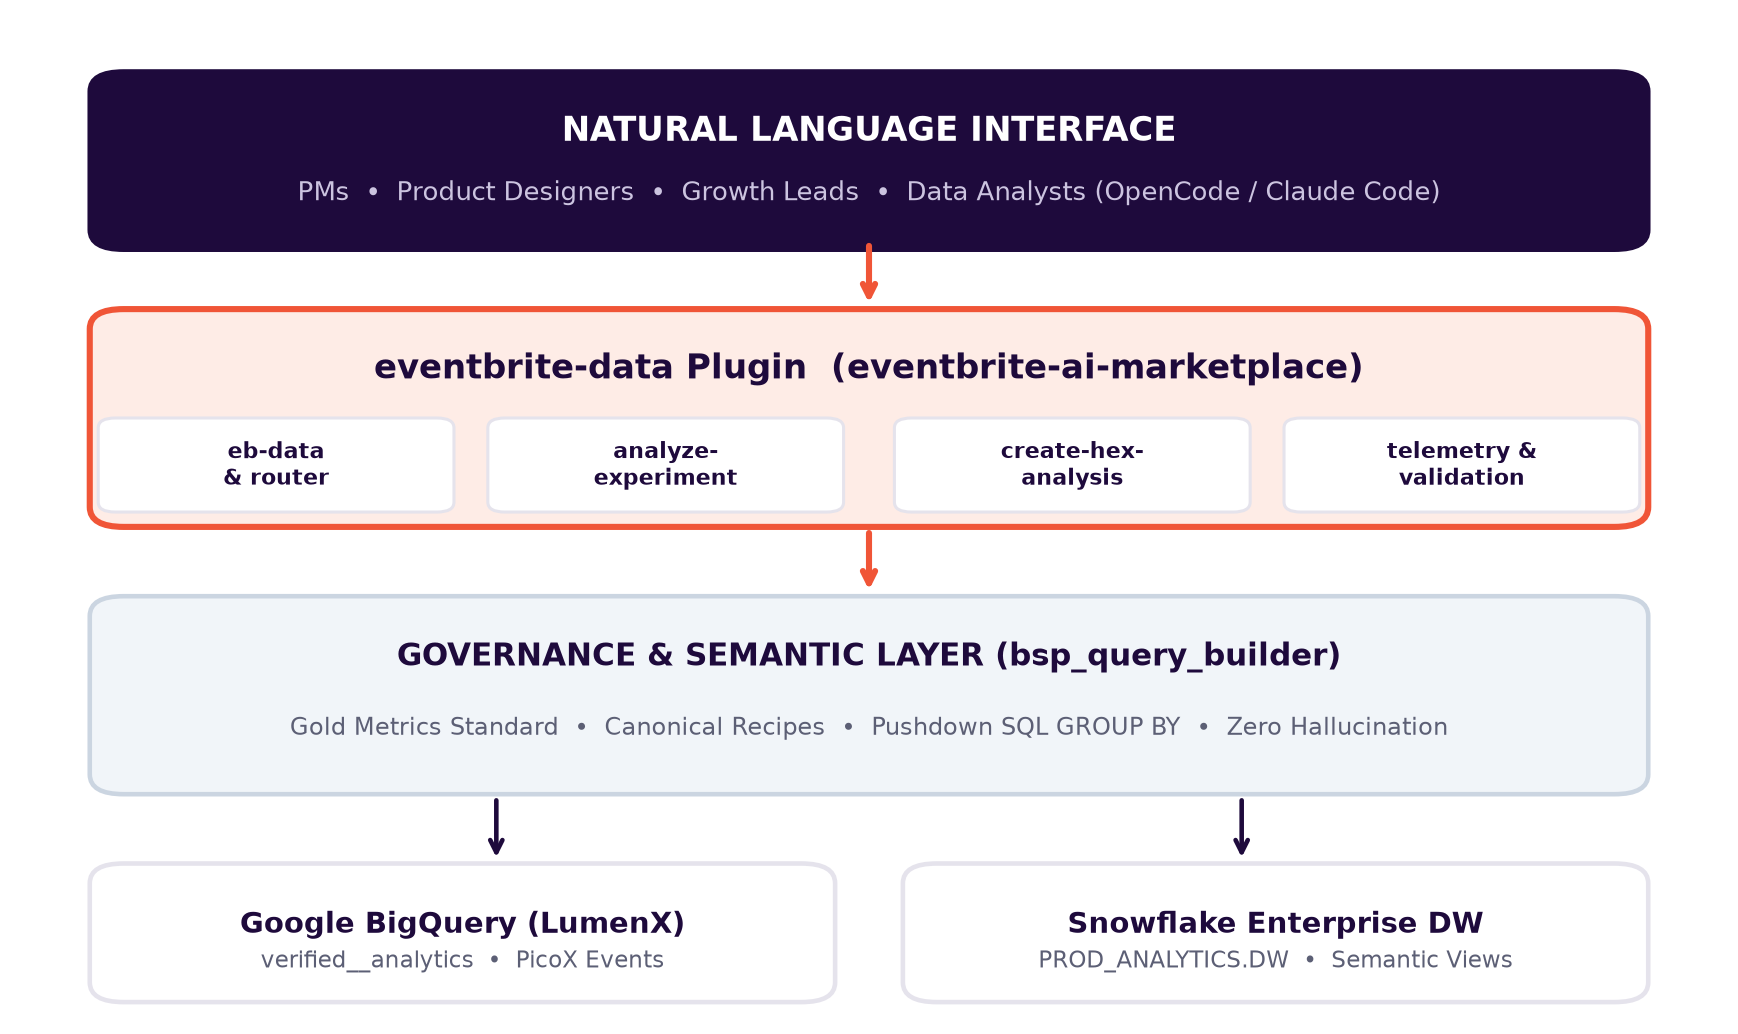 NATURAL LANGUAGE INTERFACE
PMs • Product Designers • Growth Leads • Data Analysts (OpenCode / Claude Code)
eventbrite-data Plugin (eventbrite-ai-marketplace)
eb-data
& router
analyze-
experiment
create-hex-
analysis
telemetry &
validation
GOVERNANCE & SEMANTIC LAYER (bsp_query_builder)
Gold Metrics Standard • Canonical Recipes • Pushdown SQL GROUP BY • Zero Hallucination
Google BigQuery (LumenX)
verified__analytics • PicoX Events
Snowflake Enterprise DW
PROD_ANALYTICS.DW • Semantic Views